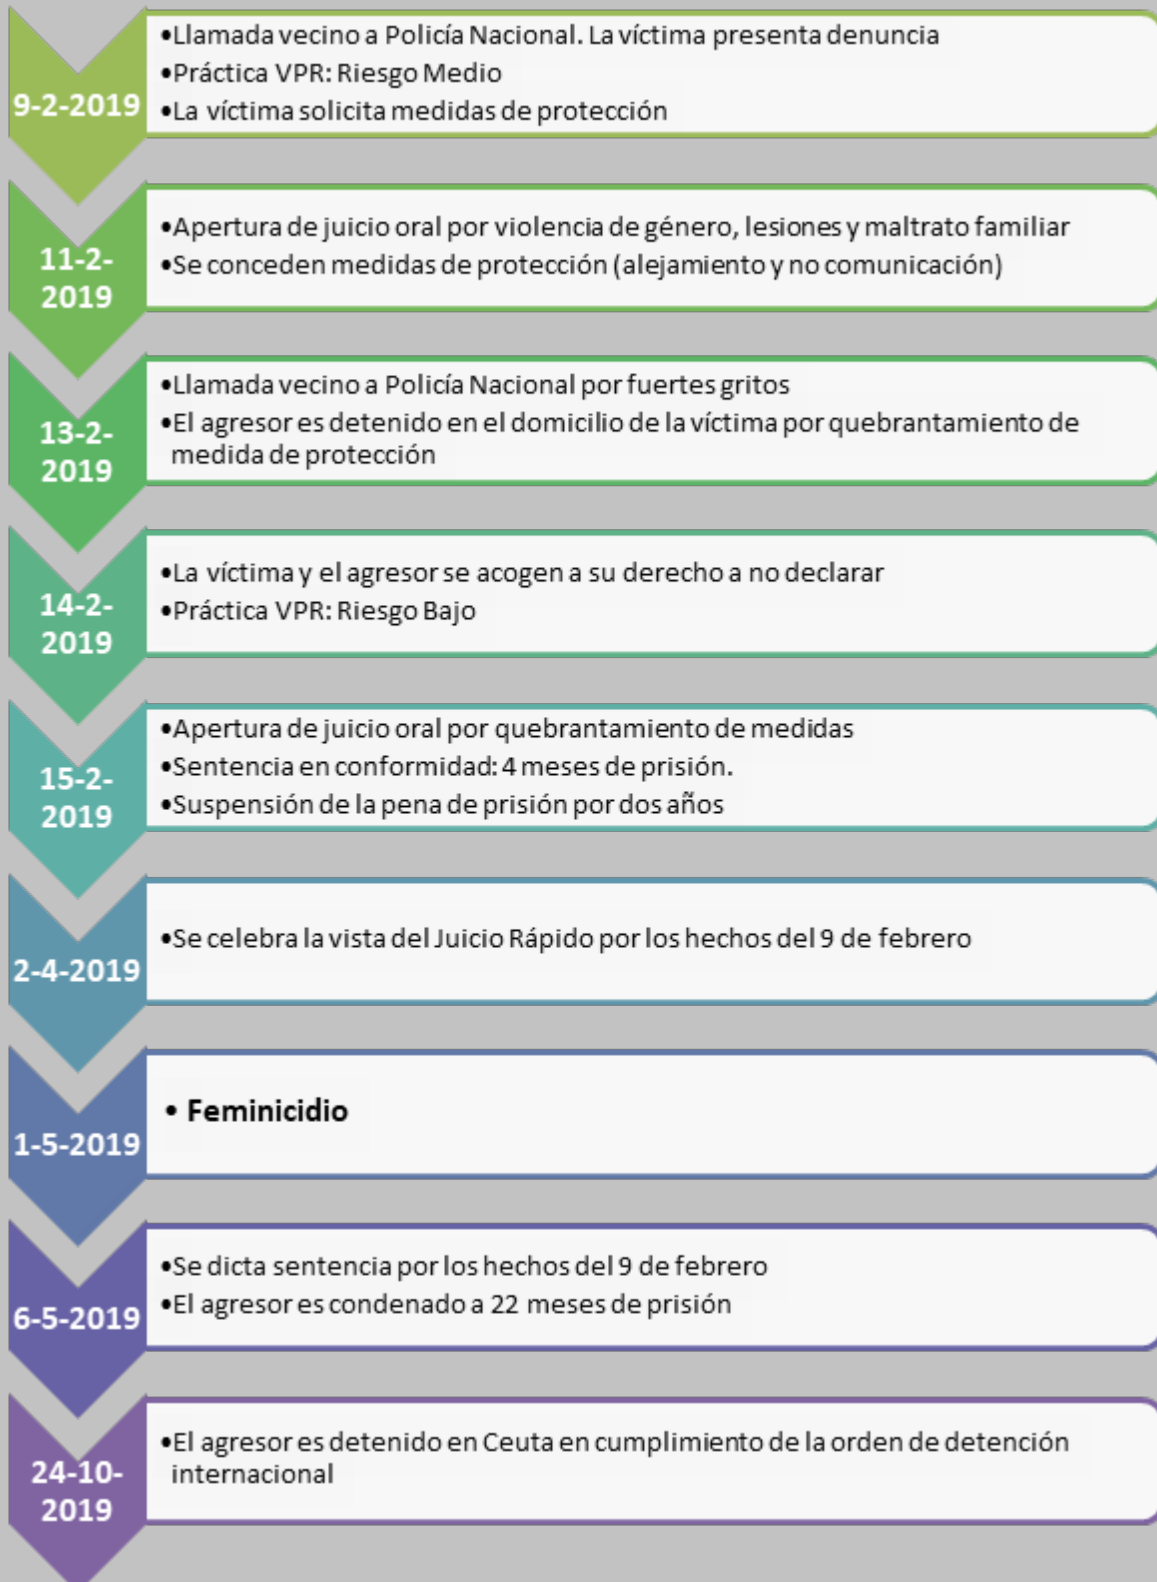 9-2-2019
•Llamada vecino a Policía Nacional. La víctima presenta denuncia
•Práctica VPR: Riesgo Medio
•La víctima solicita medidas de protección
11-2-
2019
•Apertura de juicio oral por violencia de género, lesiones y maltrato familiar
•Se conceden medidas de protección (alejamiento y no comunicación)
13-2-
2019
•Llamada vecino a Policía Nacional por fuertes gritos
•El agresor es detenido en el domicilio de la víctima por quebrantamiento de
medida de protección
14-2-
2019
•La víctima y el agresor se acogen a su derecho a no declarar
•Práctica VPR: Riesgo Bajo
15-2-
2019
•Apertura de juicio oral por quebrantamiento de medidas
•Sentencia en conformidad: 4 meses de prisión.
•Suspensión de la pena de prisión por dos años
2-4-2019
•Se celebra la vista del Juicio Rápido por los hechos del 9 de febrero
1-5-2019
• Feminicidio
6-5-2019
•Se dicta sentencia por los hechos del 9 de febrero
•El agresor es condenado a 22 meses de prisión
24-10-
2019
•El agresor es detenido en Ceuta en cumplimiento de la orden de detención
internacional